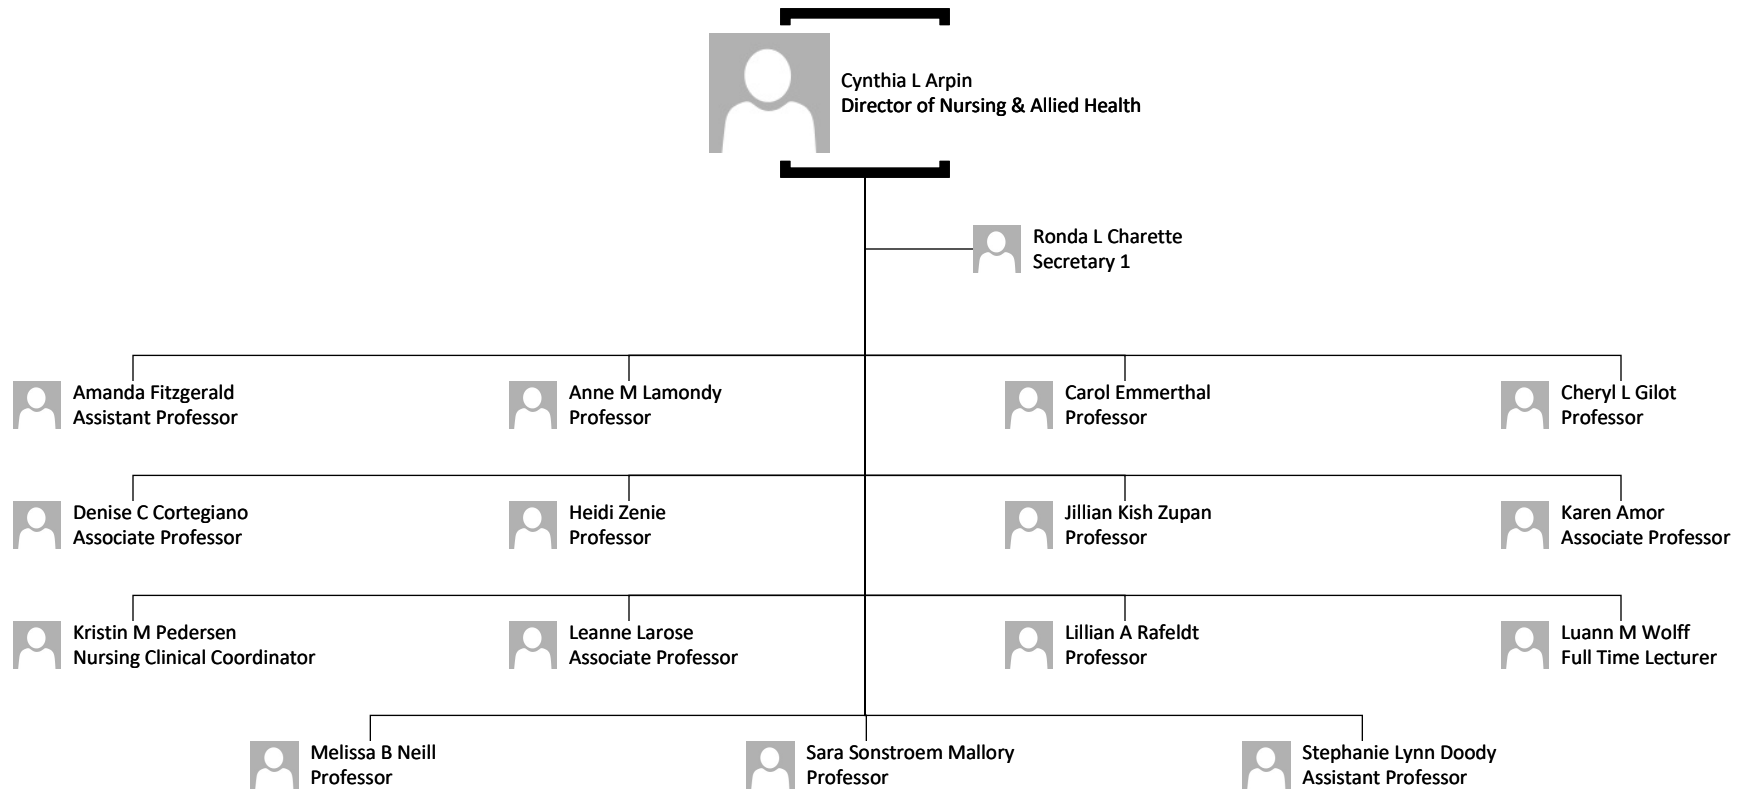 Cynthia L Arpin
Director of Nursing & Allied Health
Ronda L Charette
Secretary 1
Amanda Fitzgerald
Assistant Professor
Anne M Lamondy
Professor
Carol Emmerthal
Professor
Cheryl L Gilot
Professor
Denise C Cortegiano
Associate Professor
Heidi Zenie
Professor
Jillian Kish Zupan
Professor
Karen Amor
Associate Professor
Kristin M Pedersen
Nursing Clinical Coordinator
Leanne Larose
Associate Professor
Lillian A Rafeldt
Professor
Luann M Wolff
Full Time Lecturer
Melissa B Neill
Professor
Sara Sonstroem Mallory
Professor
Stephanie Lynn Doody
Assistant Professor